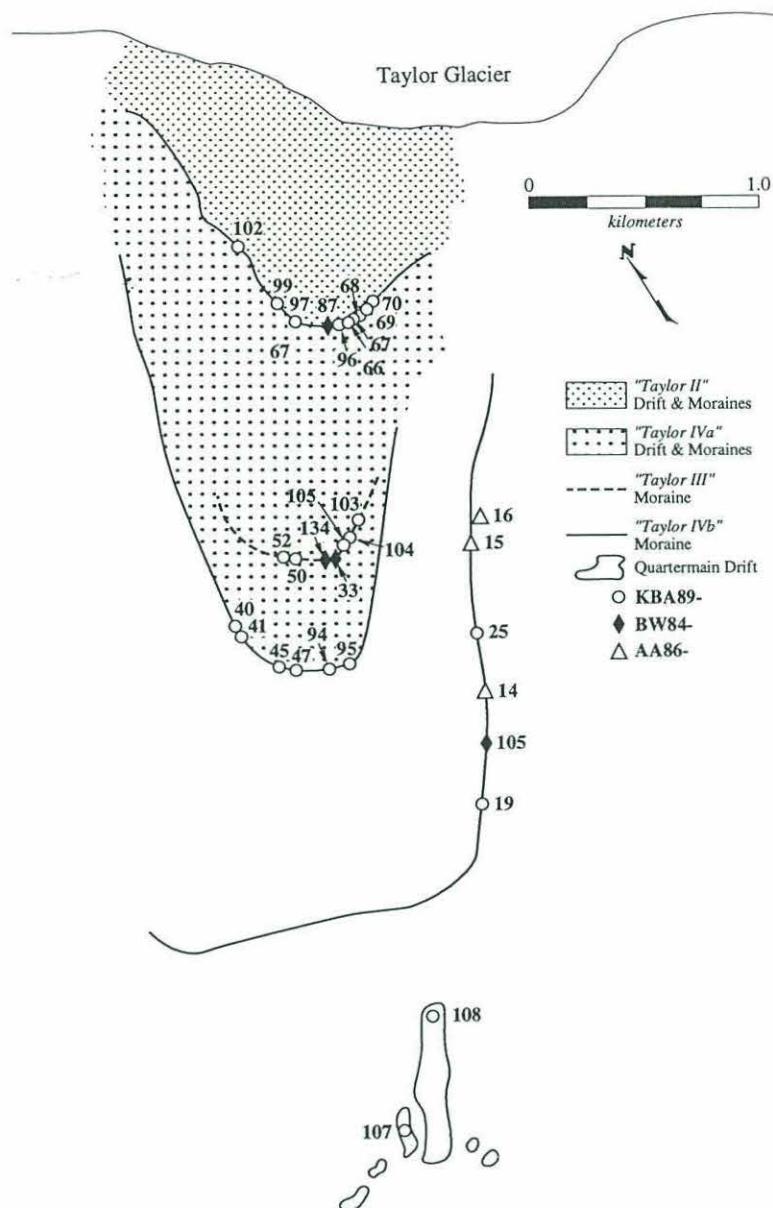 Taylor Glacier
0 1.0
kilometers
N
102
99
97
87
68
70
69
67
67
96
66
"Taylor II"
Drift & Moraines
"Taylor IVa"
Drift & Moraines
"Taylor III"
Moraine
"Taylor IVb"
Moraine
Quartermain Drift
KBA89-
BW84-
AA86-
105
103
134
104
52
50
33
16
15
40
41
45
47
94
95
25
14
105
19
108
107